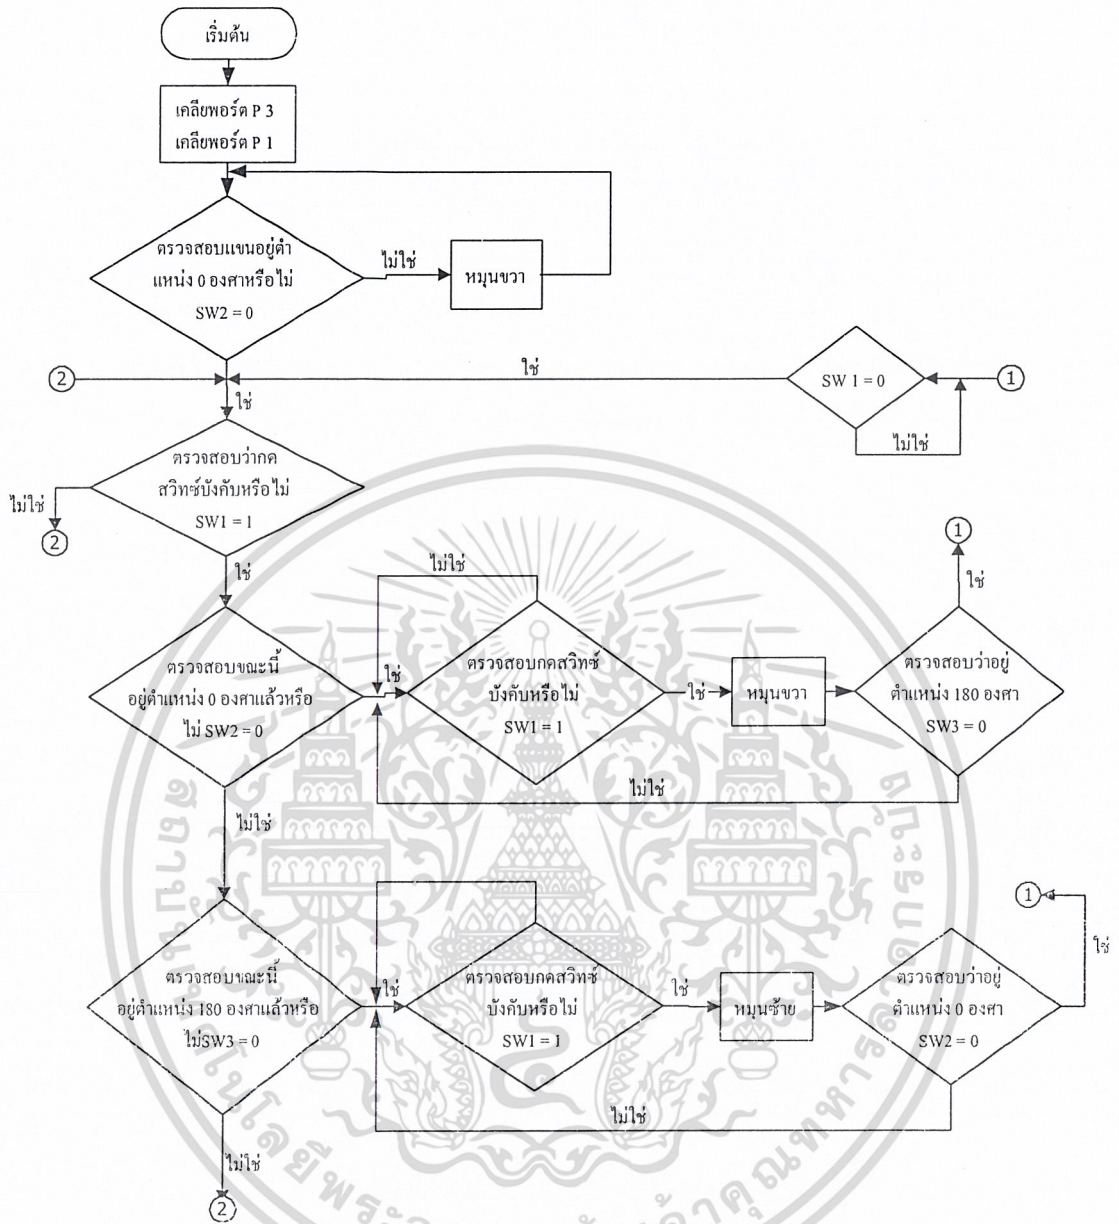 เริ่มต้น
เคลียพอร์ต P 3
เคลียพอร์ต P 1
ตรวจสอบแขนอยู่ตำ
แหน่ง 0 องศาหรือไม่
SW2 = 0
ไม่ใช่
หมุนขวา
2
ใช่
SW 1 = 0
1
ไม่ใช่
ใช่
ตรวจสอบว่ากด
สวิทซ์บังคับหรือไม่
SW1 = 1
ไม่ใช่
2
ใช่
1
ใช่
ไม่ใช่
ตรวจสอบขณะนี้
อยู่ตำแหน่ง 0 องศาแล้วหรือ
ไม่ SW2 = 0
ใช่
ตรวจสอบกดสวิทซ์
บังคับหรือไม่
SW1 = 1
ใช่
หมุนขวา
ตรวจสอบว่าอยู่
ตำแหน่ง 180 องศา
SW3 = 0
ไม่ใช่
ไม่ใช่
1
ใช่
ตรวจสอบขณะนี้
อยู่ตำแหน่ง 180 องศาแล้วหรือ
ไม่SW3 = 0
ใช่
ตรวจสอบกดสวิทซ์
บังคับหรือไม่
SW1 = 1
ใช่
หมุนซ้าย
ตรวจสอบว่าอยู่
ตำแหน่ง 0 องศา
SW2 = 0
ไม่ใช่
ไม่ใช่
2